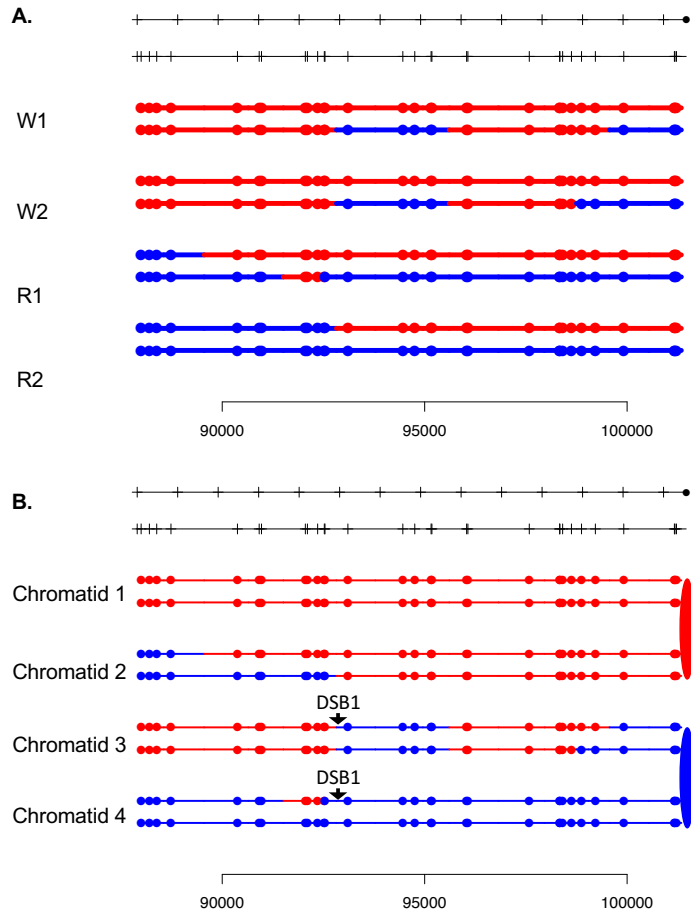 A.
W1
W2
R1
R2
90000 95000 100000
B.
Chromatid 1
Chromatid 2
DSB1
Chromatid 3
DSB1
Chromatid 4
90000 95000 100000